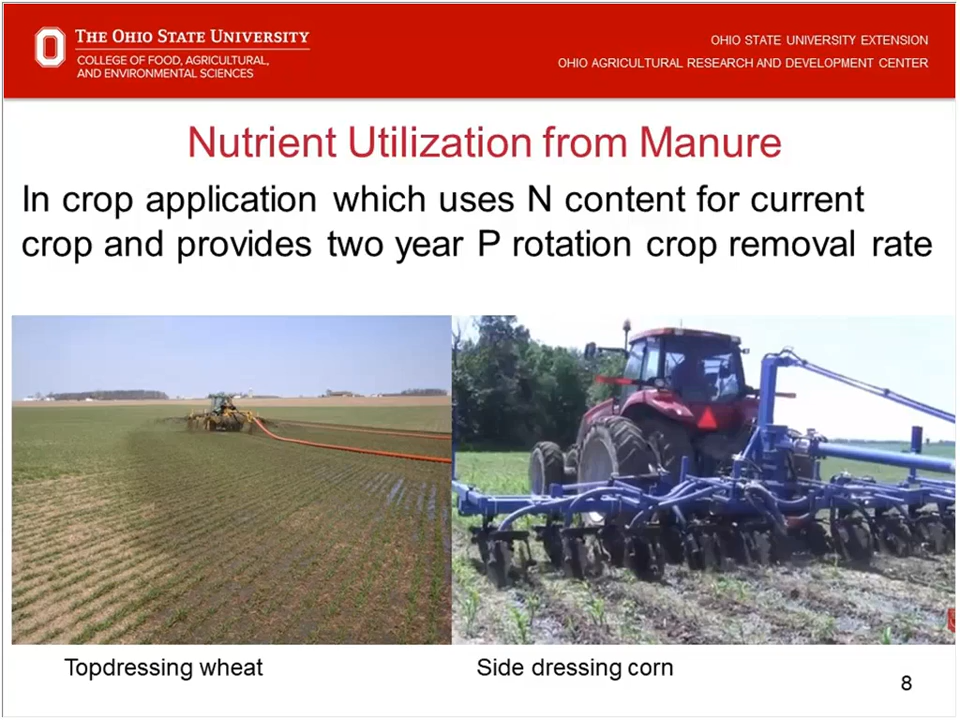 THE OHIO STATE UNIVERSITY
COLLEGE OF FOOD, AGRICULTURAL,
AND ENVIRONMENTAL SCIENCES
OHIO STATE UNIVERSITY EXTENSION
OHIO AGRICULTURAL RESEARCH AND DEVELOPMENT CENTER
Nutrient Utilization from Manure
In crop application which uses N content for current
crop and provides two year P rotation crop removal rate
Topdressing wheat
Side dressing corn
8